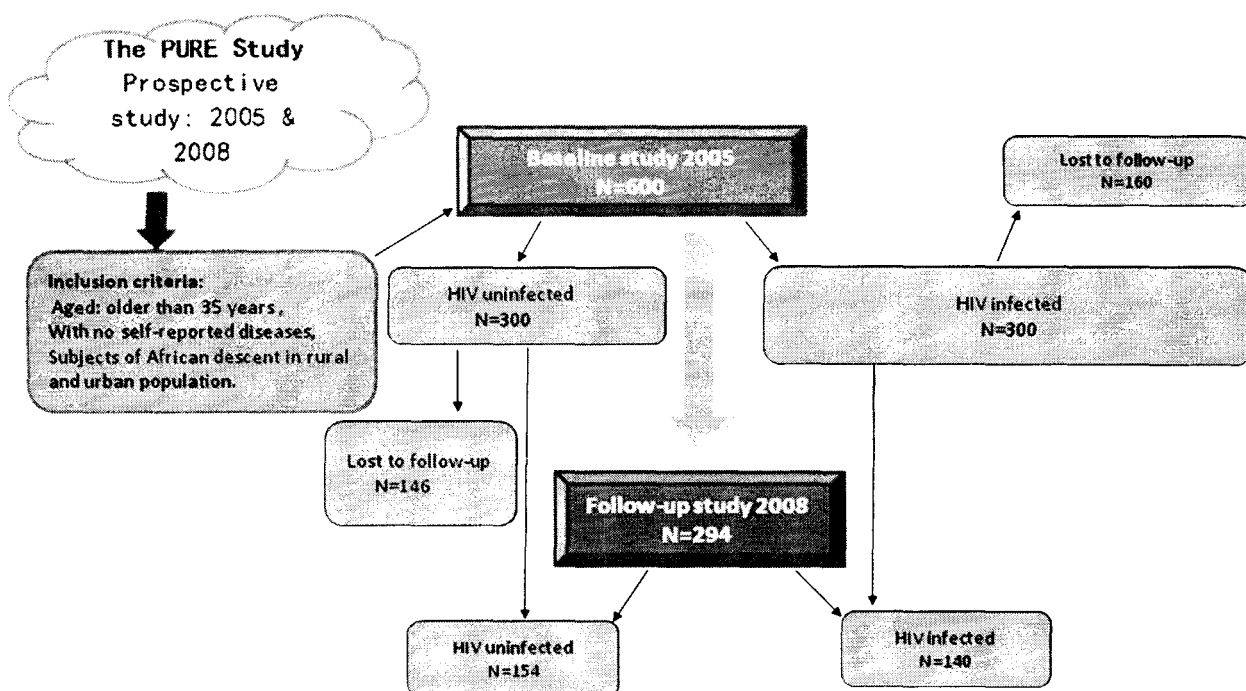 The PURE Study
Prospective
study: 2005 &
2008
Baseline study 2005
N=600
Lost to follow-up
N=160
Inclusion criteria:
Aged: older than 35 years,
With no self-reported diseases,
Subjects of African descent in rural
and urban population.
HIV uninfected
N=300
HIV infected
N=300
Lost to follow-up
N=146
Follow-up study 2008
N=294
HIV uninfected
N=154
HIV infected
N=140